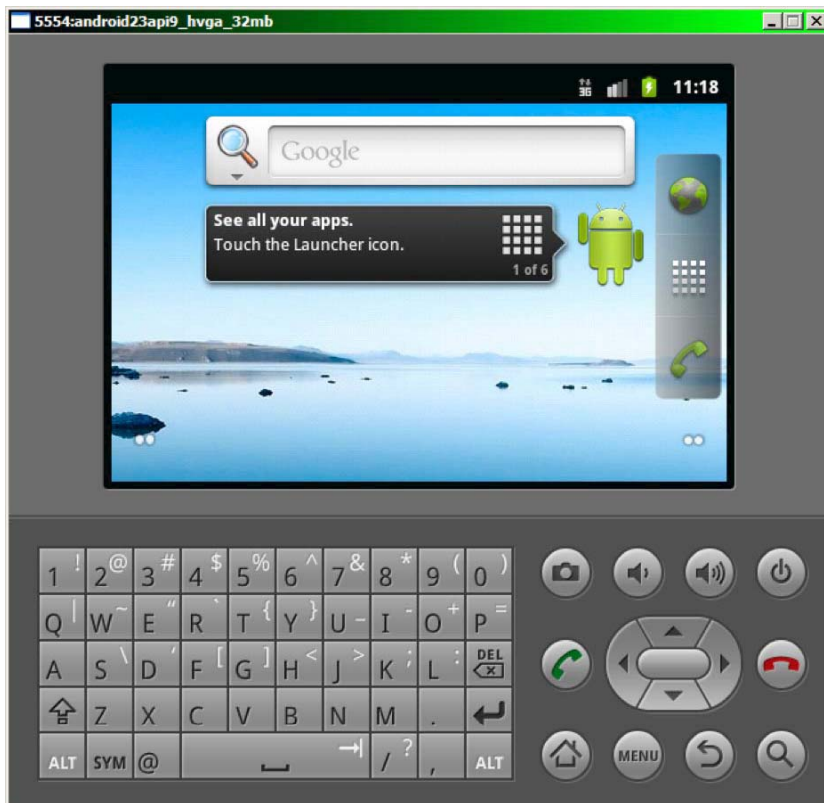 5554:android23api9_hvga_32mb
3G 11:18
Google
See all your apps.
Touch the Launcher icon.
1 of 6
1 ! 2 @ 3 # 4 $ 5 % 6 ^ 7 & 8 * 9 ( 0 )
Q | W ~ E " R ` T { Y } U _ I - O + P =
A S \ D ' F [ G ] H < J > K ; L : DEL
Z X C V B N M .
ALT SYM @ / ? , ALT
MENU